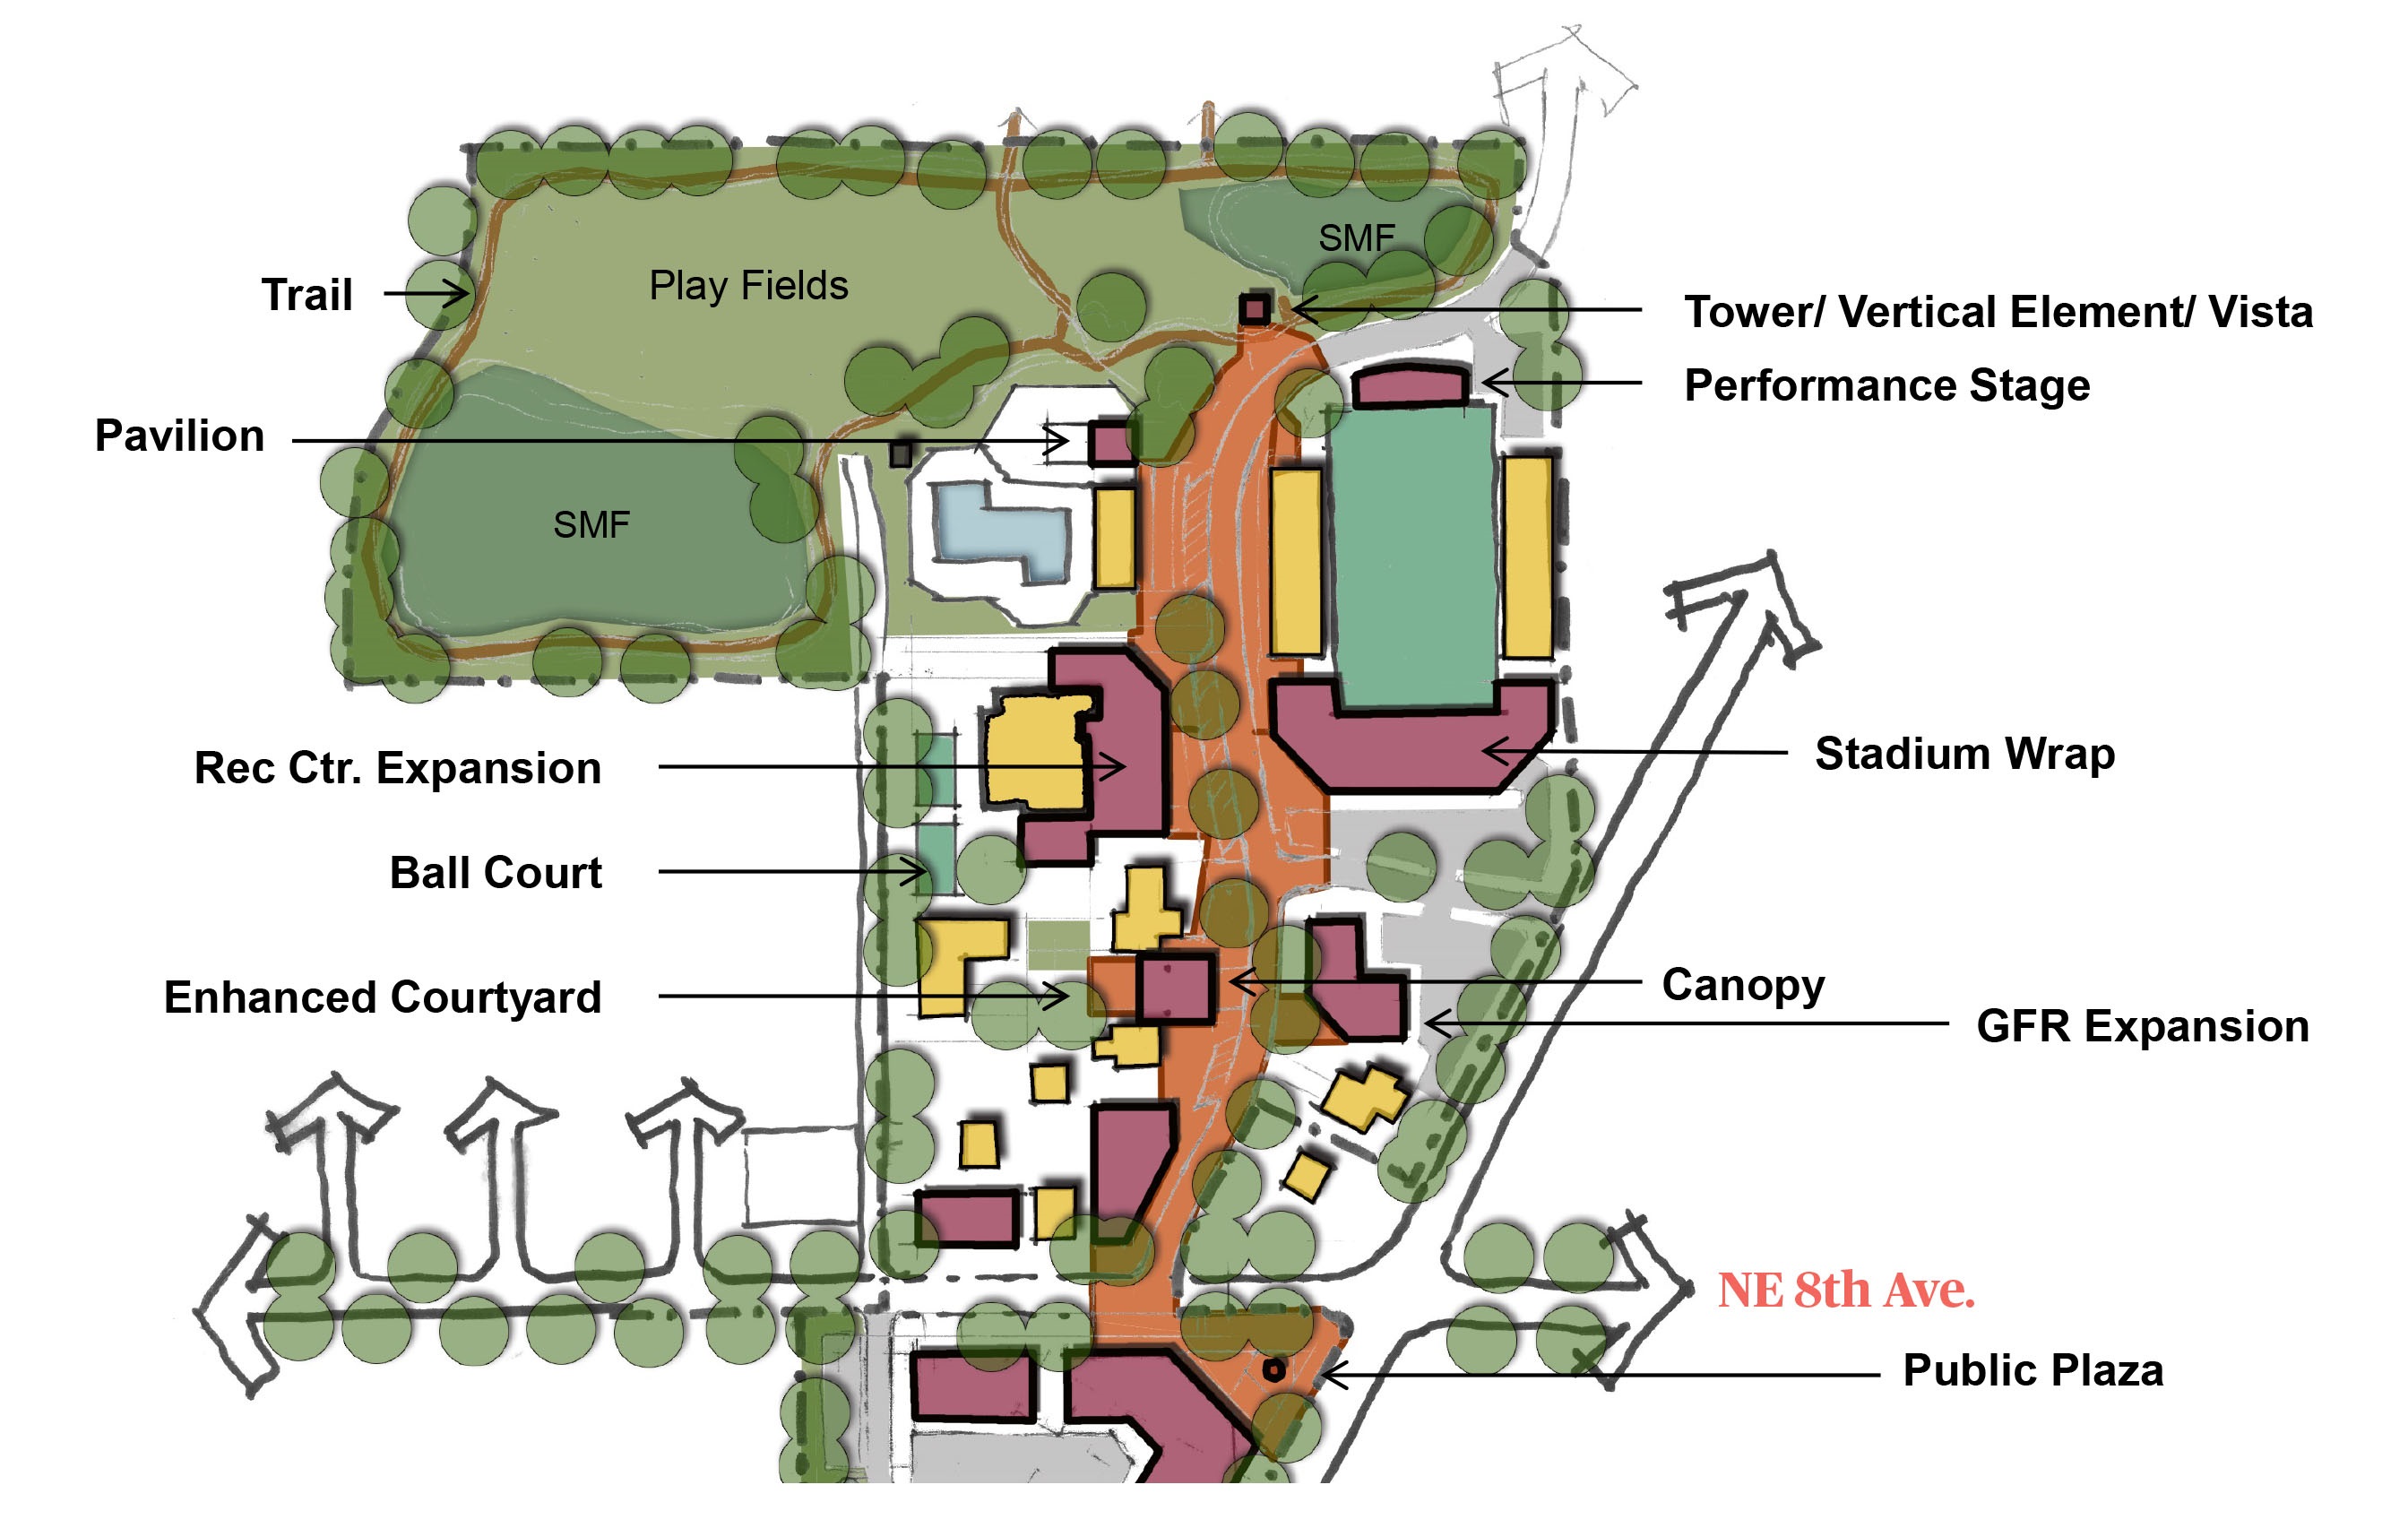 SMF
Play Fields
Trail
Tower/ Vertical Element/ Vista
Performance Stage
Pavilion
SMF
Stadium Wrap
Rec Ctr. Expansion
Ball Court
Canopy
Enhanced Courtyard
GFR Expansion
NE 8th Ave.
Public Plaza